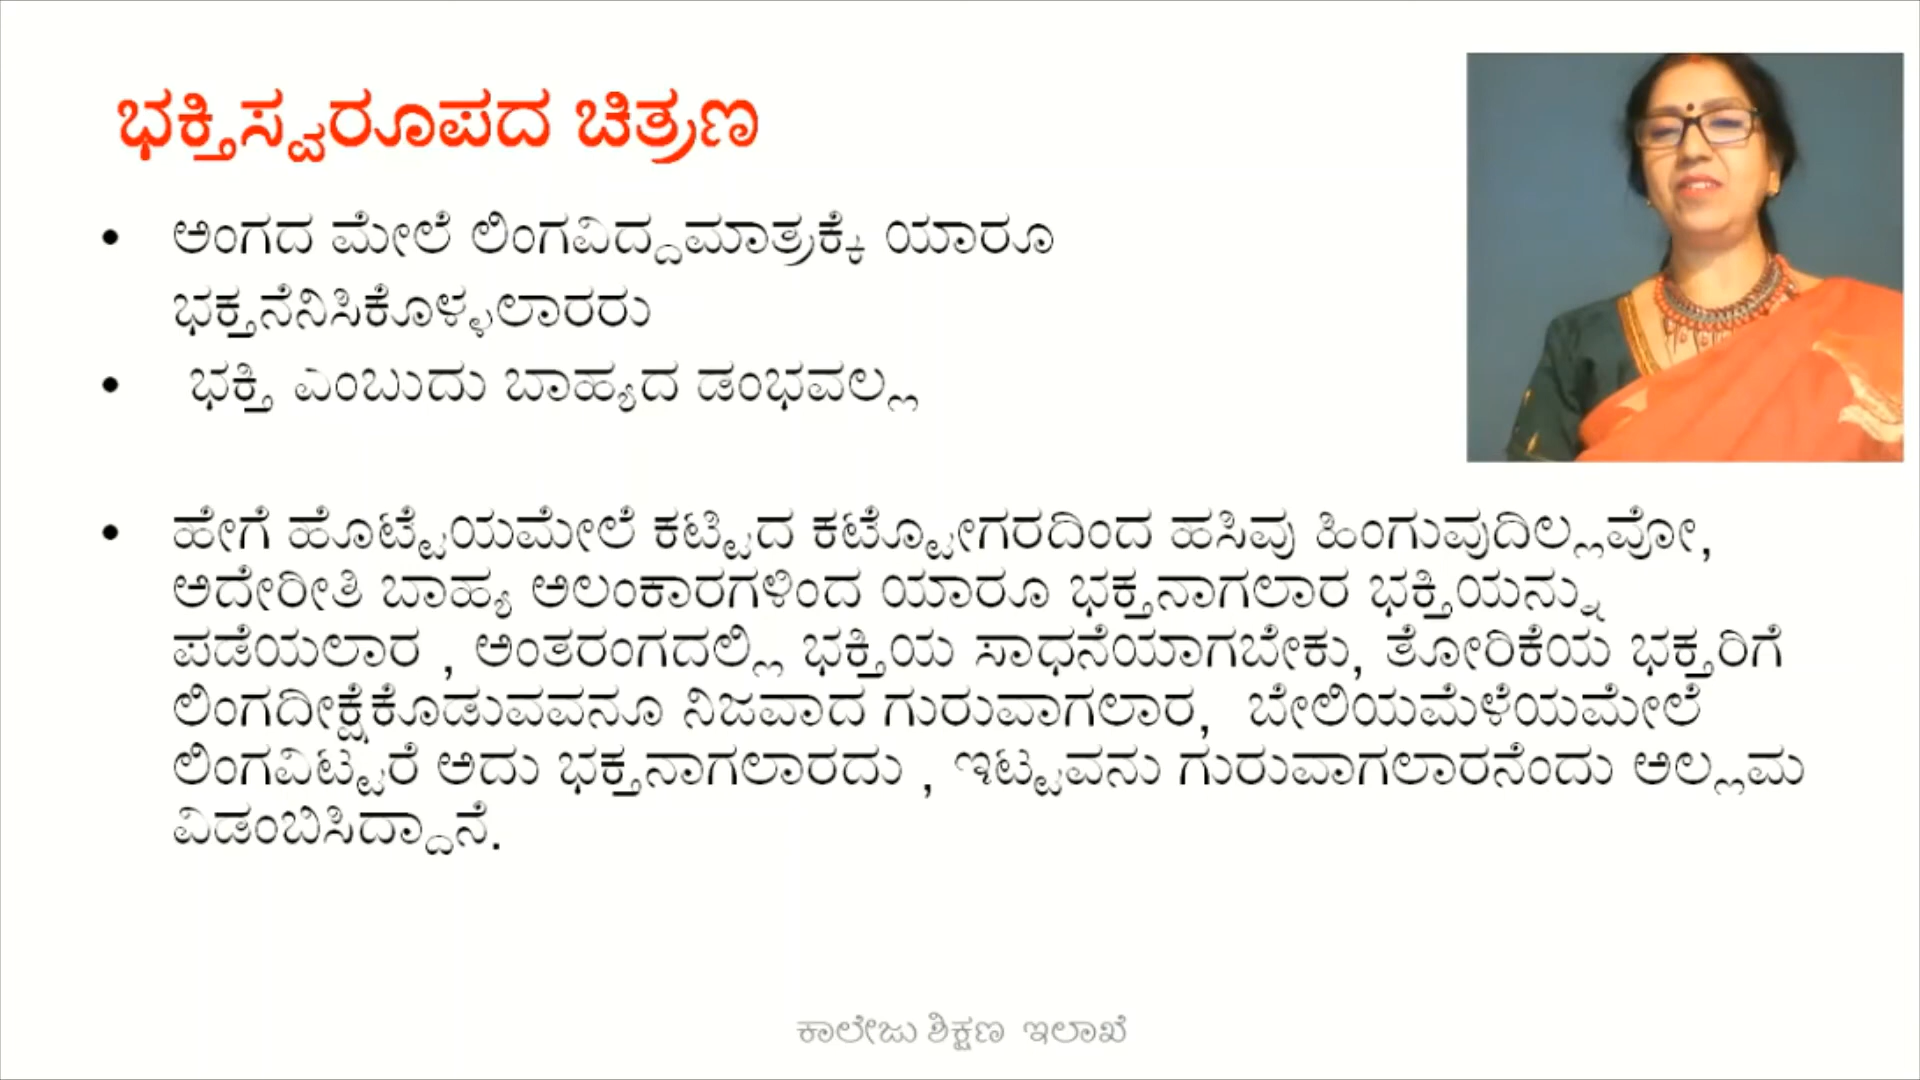 ಭಕ್ತಿಸ್ವರೂಪದ ಚಿತ್ರಣ
• ಅಂಗದ ಮೇಲೆ ಲಿಂಗವಿದ್ದಮಾತ್ರಕ್ಕೆ ಯಾರೂ
ಭಕ್ತನೆನಿಸಿಕೊಳ್ಳಲಾರರು
• ಭಕ್ತಿ ಎಂಬುದು ಬಾಹ್ಯದ ಡಂಭವಲ್ಲ
• ಹೇಗೆ ಹೊಟ್ಟೆಯಮೇಲೆ ಕಟ್ಟಿದ ಕಟ್ಟೋಗರದಿಂದ ಹಸಿವು ಹಿಂಗುವುದಿಲ್ಲವೋ,
ಅದೇರೀತಿ ಬಾಹ್ಯ ಅಲಂಕಾರಗಳಿಂದ ಯಾರೂ ಭಕ್ತನಾಗಲಾರ ಭಕ್ತಿಯನ್ನು
ಪಡೆಯಲಾರ , ಅಂತರಂಗದಲ್ಲಿ ಭಕ್ತಿಯ ಸಾಧನೆಯಾಗಬೇಕು, ತೋರಿಕೆಯ ಭಕ್ತರಿಗೆ
ಲಿಂಗದೀಕ್ಷೆಕೊಡುವವನೂ ನಿಜವಾದ ಗುರುವಾಗಲಾರ, ಬೇಲಿಯಮೆಳೆಯಮೇಲೆ
ಲಿಂಗವಿಟ್ಟರೆ ಅದು ಭಕ್ತನಾಗಲಾರದು , ಇಟ್ಟವನು ಗುರುವಾಗಲಾರನೆಂದು ಅಲ್ಲಮ
ವಿಡಂಬಿಸಿದ್ದಾನೆ.
ಕಾಲೇಜು ಶಿಕ್ಷಣ ಇಲಾಖೆ